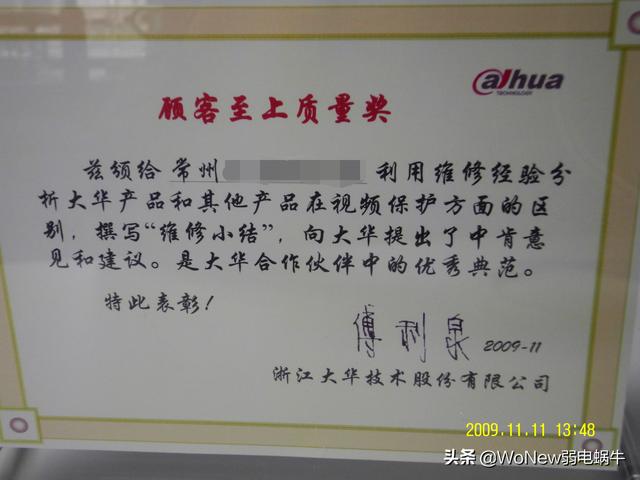 alhua
TECHNOLOGY
顾客至上质量奖
兹颁给 常州 利用维修经验分
析大华产品和其他产品在视频保护方面的区
别，撰写“维修小结”，向大华提出了中肯意
见和建议。是大华合作伙伴中的优秀典范。
特此表彰！
傅利泉 2009-11
浙江大华技术股份有限公司
2009.11.11 13:48
头条 @WoNew弱电蜗牛